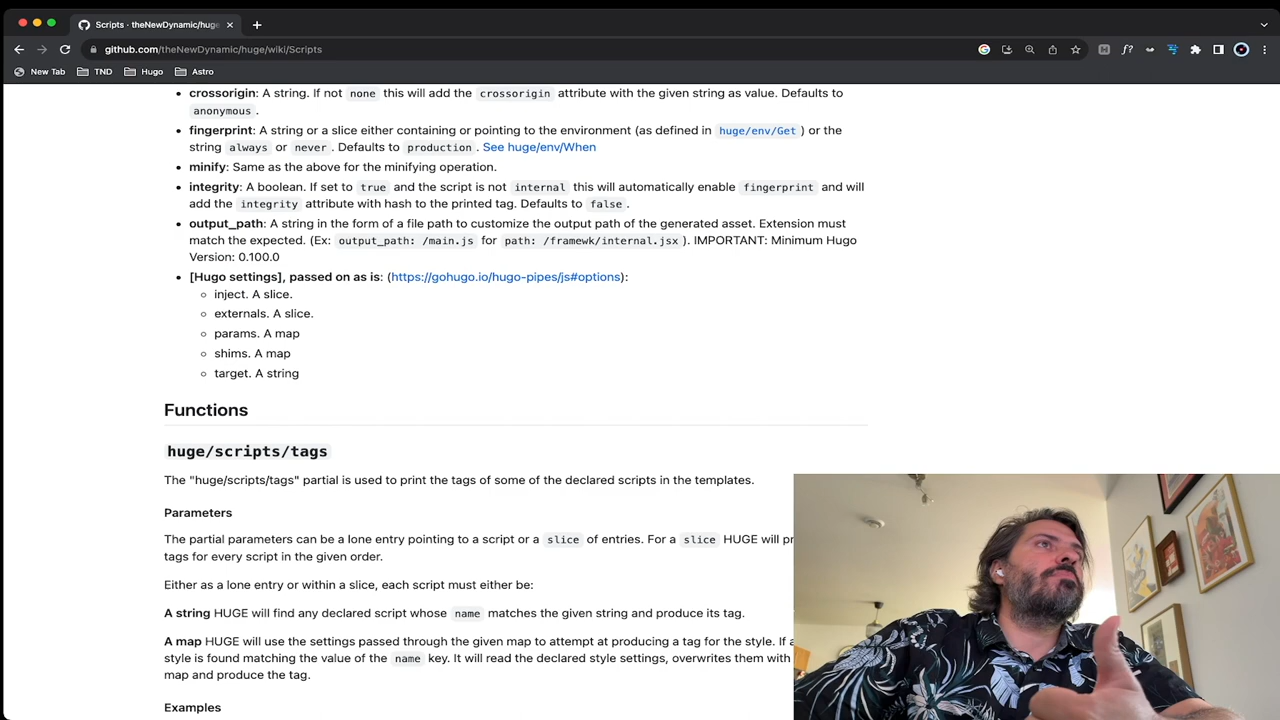 Scripts · theNewDynamic/huge
github.com/theNewDynamic/huge/wiki/Scripts
New Tab TND Hugo Astro
crossorigin: A string. If not none this will add the crossorigin attribute with the given string as value. Defaults to
anonymous .
fingerprint: A string or a slice either containing or pointing to the environment (as defined in huge/env/Get ) or the
string always or never . Defaults to production . See huge/env/When
minify: Same as the above for the minifying operation.
integrity: A boolean. If set to true and the script is not internal this will automatically enable fingerprint and will
add the integrity attribute with hash to the printed tag. Defaults to false .
output_path: A string in the form of a file path to customize the output path of the generated asset. Extension must
match the expected. (Ex: output_path: /main.js for path: /framewk/internal.jsx ). IMPORTANT: Minimum Hugo
Version: 0.100.0
[Hugo settings], passed on as is: (https://gohugo.io/hugo-pipes/js#options):
inject. A slice.
externals. A slice.
params. A map
shims. A map
target. A string
Functions
huge/scripts/tags
The "huge/scripts/tags" partial is used to print the tags of some of the declared scripts in the templates.
Parameters
The partial parameters can be a lone entry pointing to a script or a slice of entries. For a slice HUGE will pr
tags for every script in the given order.
Either as a lone entry or within a slice, each script must either be:
A string HUGE will find any declared script whose name matches the given string and produce its tag.
A map HUGE will use the settings passed through the given map to attempt at producing a tag for the style. If a
style is found matching the value of the name key. It will read the declared style settings, overwrites them with
map and produce the tag.
Examples